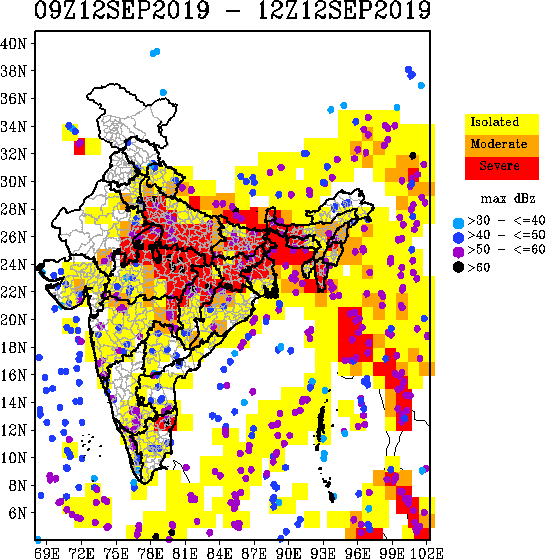 09Z12SEP2019 – 12Z12SEP2019
40N
38N
36N
34N
32N
30N
28N
26N
24N
22N
20N
18N
16N
14N
12N
10N
8N
6N
69E 72E 75E 78E 81E 84E 87E 90E 93E 96E 99E 102E
Isolated
Moderate
Severe
max dBz
>30 - <=40
>40 - <=50
>50 - <=60
>60